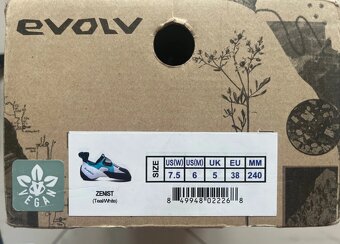 evolv
SIZE
US(W) US(M) UK EU MM
7.5 6 5 38 240
ZENIST
(Teal/White)
8 49948 02226 8
VEGAN